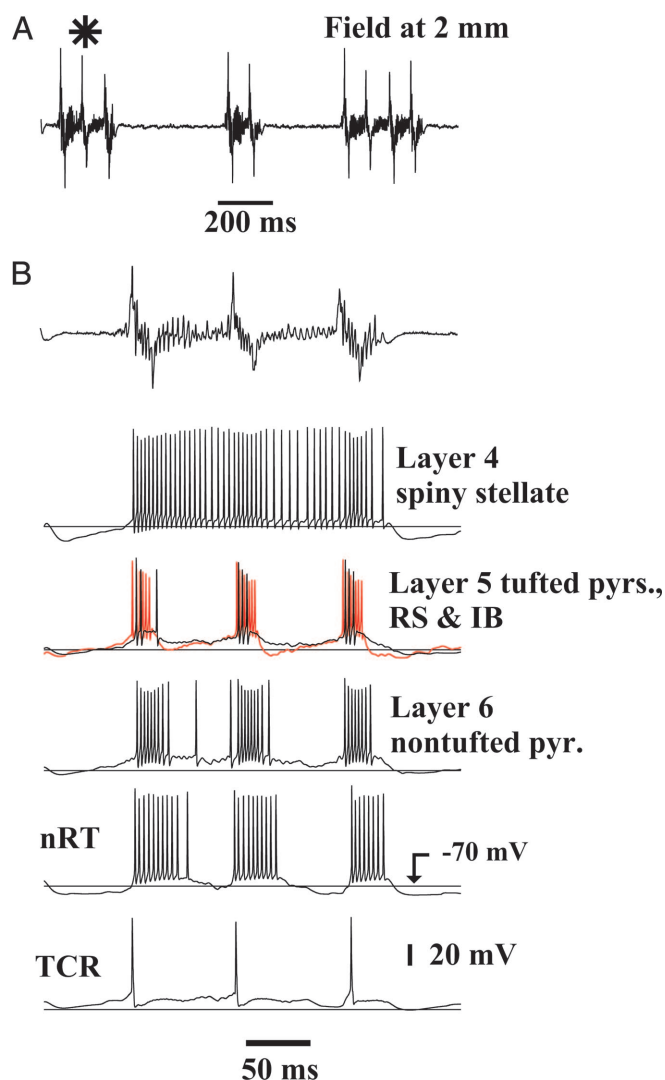 A
Field at 2 mm
200 ms
B
Layer 4
spiny stellate
Layer 5 tufted pyrs.,
RS & IB
Layer 6
nontufted pyr.
nRT
-70 mV
TCR
20 mV
50 ms